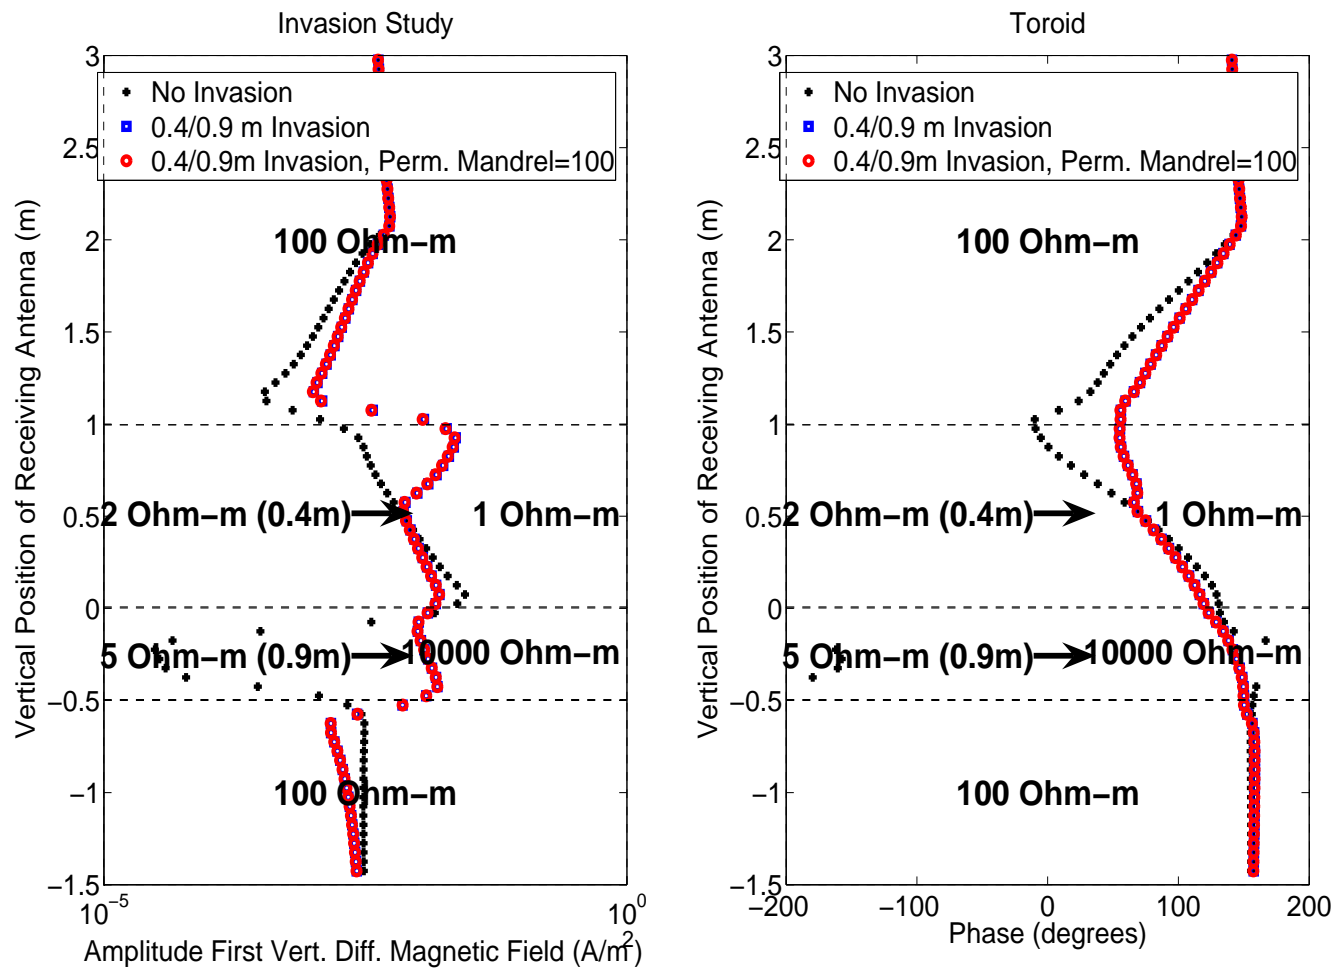 Invasion Study
3
No Invasion
0.4/0.9 m Invasion
0.4/0.9m Invasion, Perm. Mandrel=100
2.5
2
1.5
1
0.5
0
−0.5
−1
−1.5
100 Ohm−m
2 Ohm−m (0.4m)
1 Ohm−m
5 Ohm−m (0.9m)
10000 Ohm−m
100 Ohm−m
Vertical Position of Receiving Antenna (m)
10^−5
10^0
Amplitude First Vert. Diff. Magnetic Field (A/m^2)
Toroid
3
No Invasion
0.4/0.9 m Invasion
0.4/0.9m Invasion, Perm. Mandrel=100
2.5
2
1.5
1
0.5
0
−0.5
−1
−1.5
100 Ohm−m
2 Ohm−m (0.4m)
1 Ohm−m
5 Ohm−m (0.9m)
10000 Ohm−m
100 Ohm−m
Vertical Position of Receiving Antenna (m)
−200
−100
0
100
200
Phase (degrees)